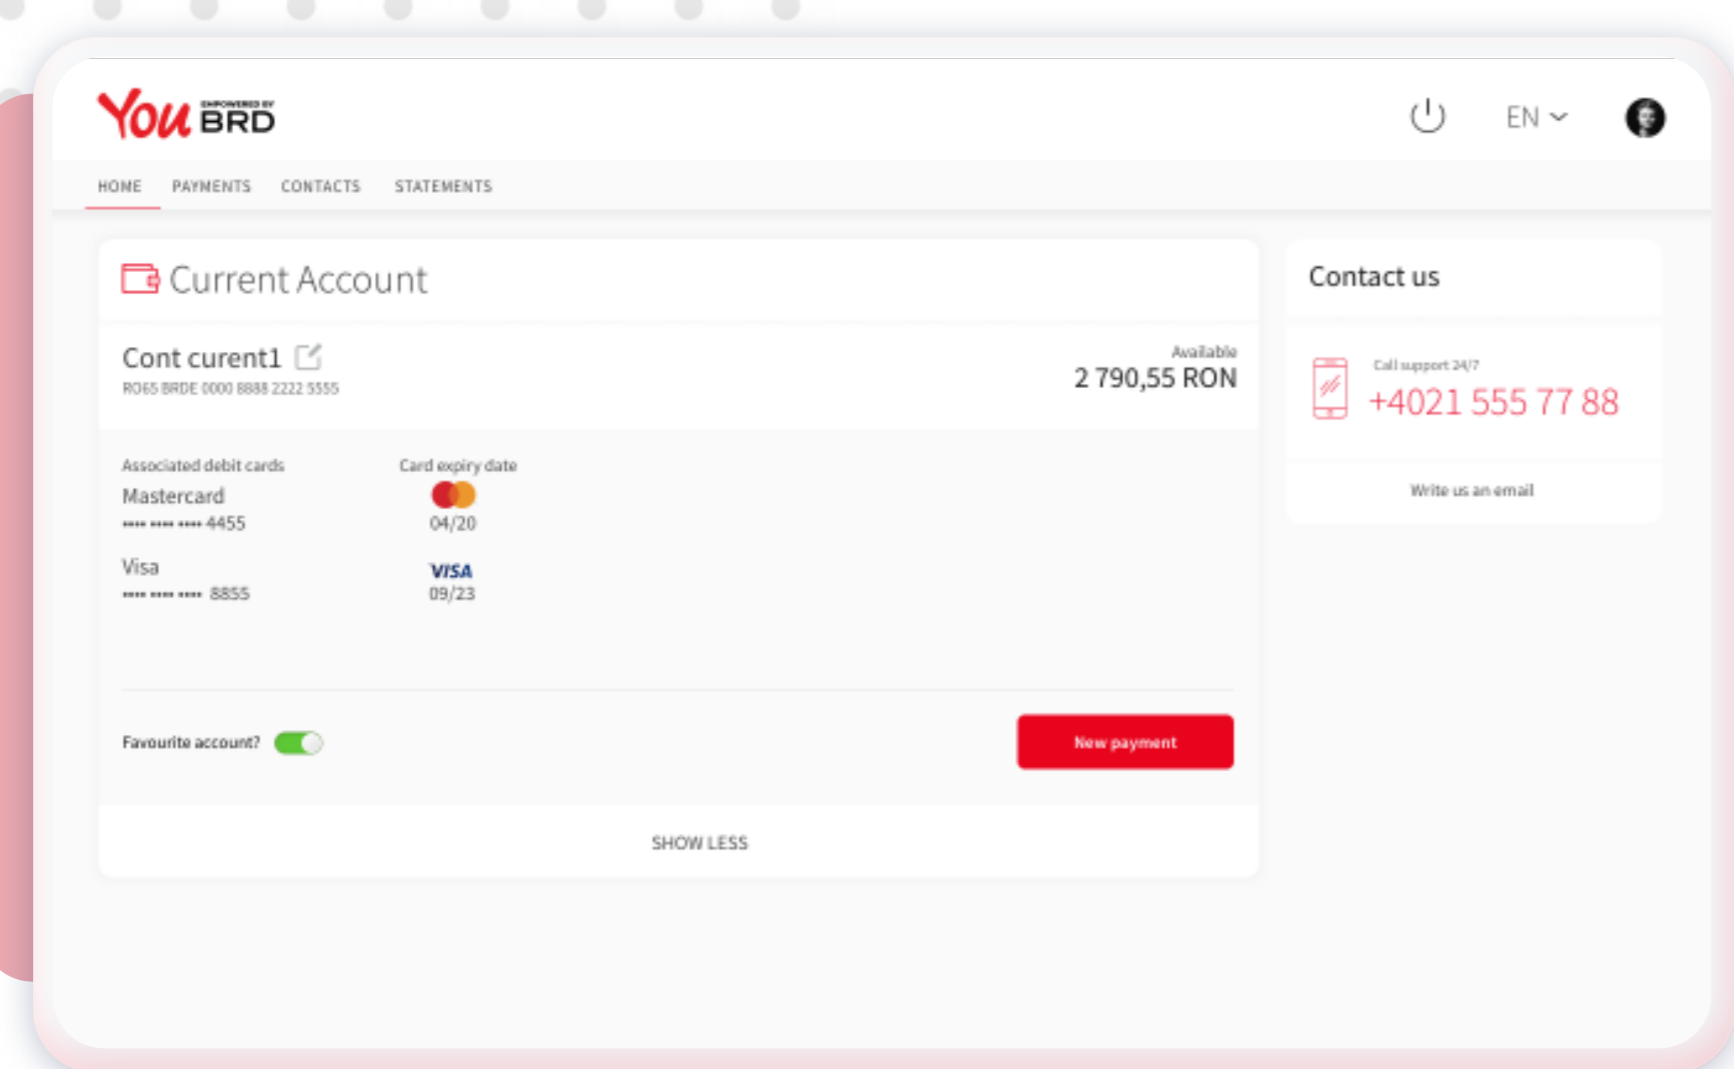 You EMPOWERED BY
BRD
EN
HOME PAYMENTS CONTACTS STATEMENTS
Current Account
Cont curent1
RO65 BRDE 0000 8888 2222 5555
Available
2 790,55 RON
Associated debit cards Card expiry date
Mastercard
•••• •••• •••• 4455 04/20
Visa VISA
•••• •••• •••• 8855 09/23
Favourite account? New payment
SHOW LESS
Contact us
Call support 24/7
+4021 555 77 88
Write us an email